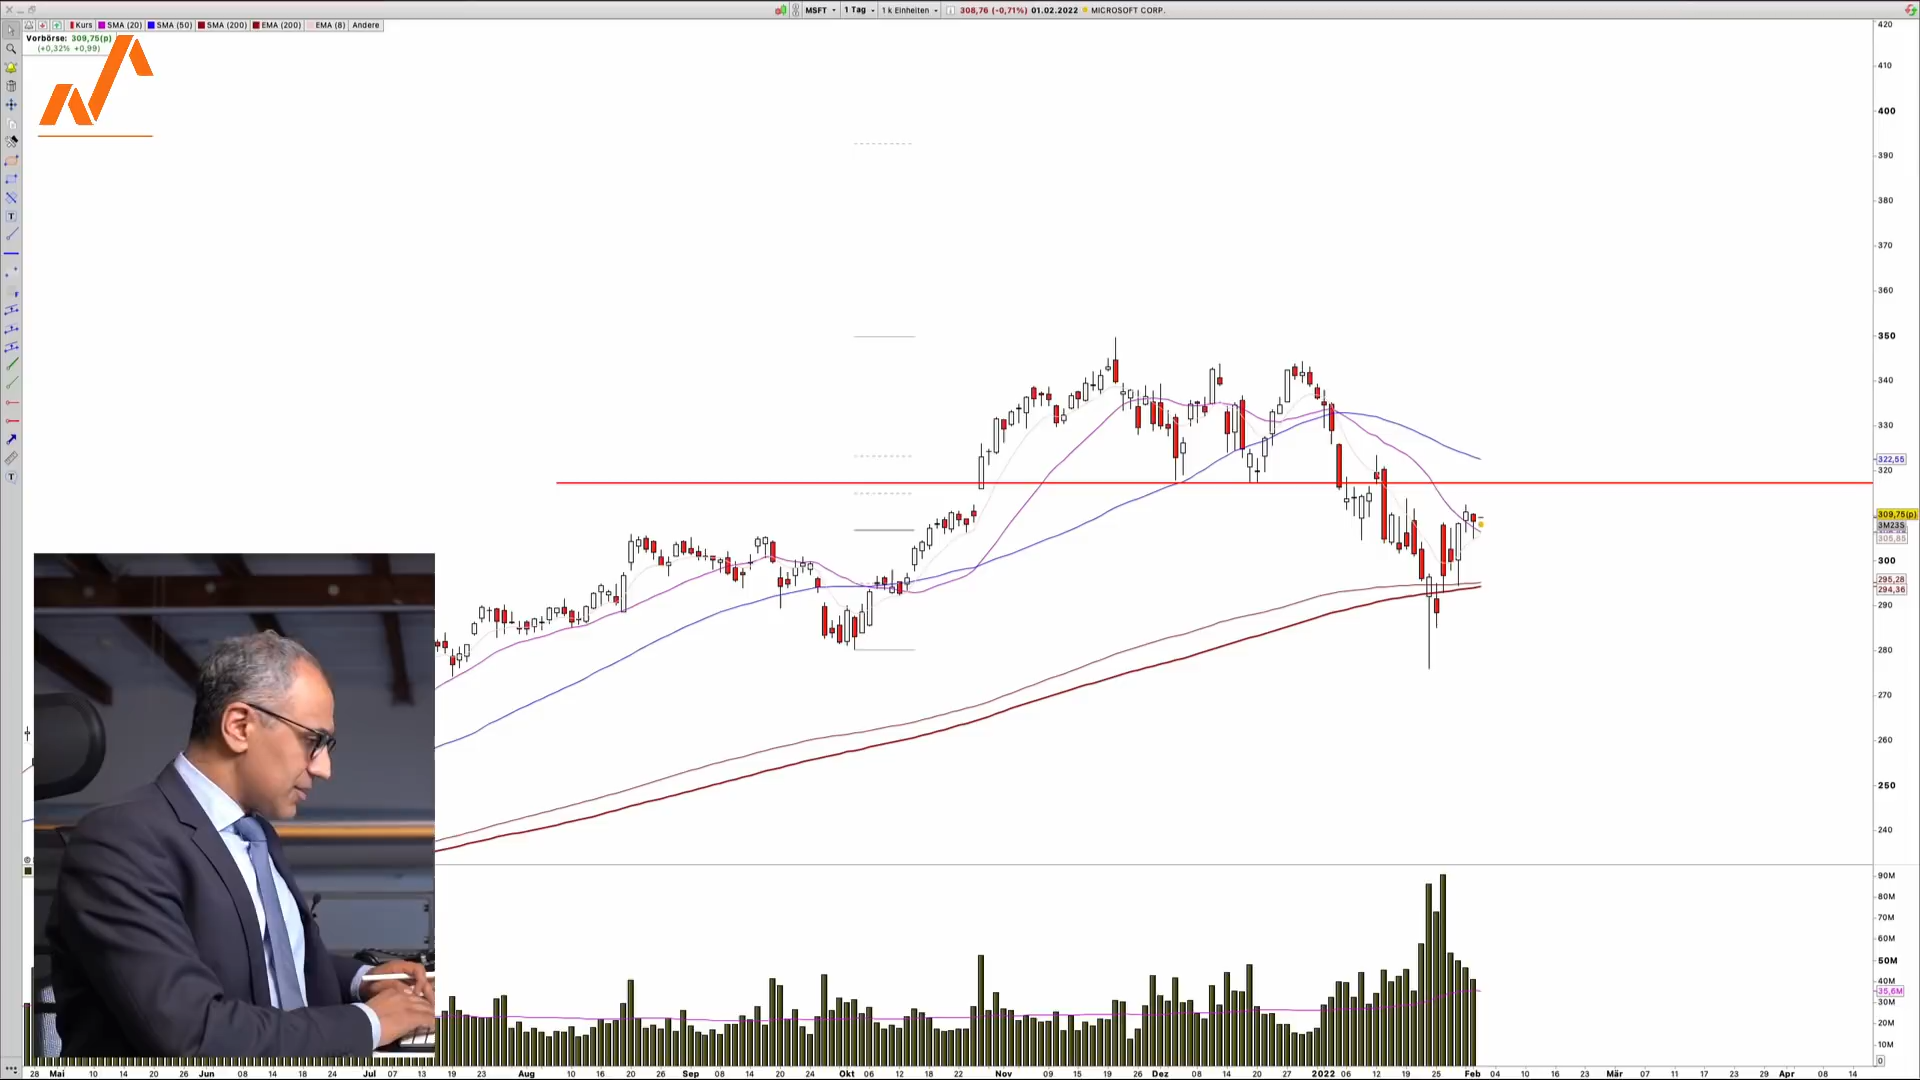 MSFT 1 Tag 1 k Einheiten 308,76 (-0,71%) 01.02.2022 MICROSOFT CORP.
Kurs SMA (20) SMA (50) SMA (200) EMA (200) EMA (8) Andere
Vorbörse: 309,75(p)
(+0,32% +0,99)
420
410
400
390
380
370
360
350
340
330
322,55
320
309,75(p)
3M23S
305,85
300
295,28
294,36
290
280
270
260
250
240
90M
80M
70M
60M
50M
40M
35,6M
30M
20M
10M
0
28 Mai 10 14 20 26 Jun 08 14 18 24 Jul 07 13 19 23 Aug 10 16 20 26 Sep 08 14 20 24 Okt 06 12 18 22 Nov 09 15 19 26 Dez 08 14 20 27 2022 06 12 19 25 Feb 04 10 16 23 Mär 07 11 17 23 29 Apr 08 14